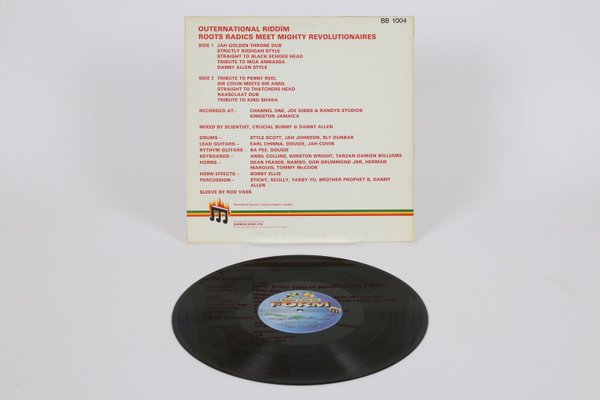 BB 1004
OUTERNATIONAL RIDDIM
ROOTS RADICS MEET MIGHTY REVOLUTIONAIRES
SIDE 1 JAH GOLDEN THRONE DUB
STRICTLY RODIGAN STYLE
STRAIGHT TO BLACK ECHOES HEAD
TRIBUTE TO MOA AMBASSA
DANNY ALLEN STYLE
SIDE 2 TRIBUTE TO PENNY REEL
SIR COVIN MEETS SIR ANSIL
STRAIGHT TO THATCHERS HEAD
RAASCLAAT DUB
TRIBUTE TO KING SHAKA
RECORDED AT:- CHANNEL ONE, JOE GIBBS & RANDYS STUDIOS
KINGSTON JAMAICA
MIXED BY SCIENTIST, CRUCIAL BUNNY & DANNY ALLEN
DRUMS - STYLE SCOTT, JAH JOHNSON, SLY DUNBAR
LEAD GUITARS - EARL CHINNA, DOUGIE, JAH COVIN
RYTHYM GUITARS - BA PEE, DOUGIE
KEYBOARDS - ANSIL COLLINS, WINSTON WRIGHT, TARZAN DAMIEN WILLIAMS
HORNS - DEAN FRASER, NAMBO, DON DRUMMOND JNR, HERMAN
MARQUIS, TOMMY McCOOK
HORN EFFECTS - BOBBY ELLIS
PERCUSSION - STICKY, SCULLY, YABBY YU, BROTHER PROPHET B, DANNY
ALLEN
SLEEVE BY ROD VASS
FORM